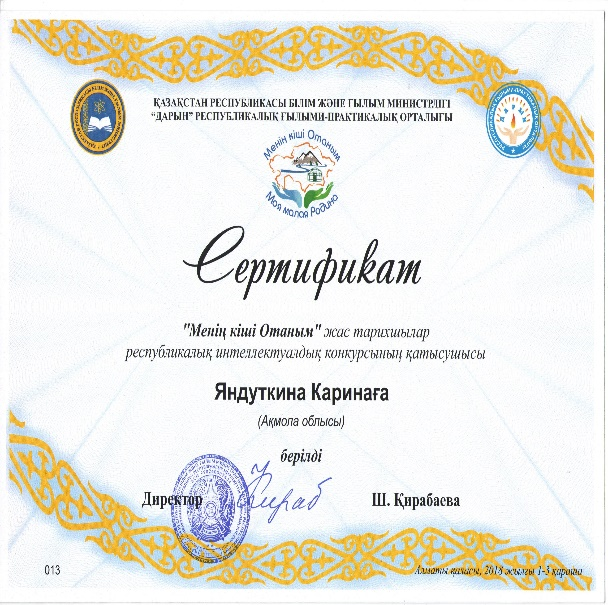 ҚАЗАҚСТАН РЕСПУБЛИКАСЫ БІЛІМ ЖӘНЕ ҒЫЛЫМ МИНИСТРЛІГІ
“ДАРЫН” РЕСПУБЛИКАЛЫҚ ҒЫЛЫМИ-ПРАКТИКАЛЫҚ ОРТАЛЫҒЫ
Менің кіші Отаным
Моя малая Родина
Сертификат
"Менің кіші Отаным" жас тарихшылар
республикалық интеллектуалдық конкурсының қатысушысы
Яндуткина Каринаға
(Ақмола облысы)
берілді
Директор Ш. Қирабаева
013
Алматы қаласы, 2018 жылғы 1-3 қараша